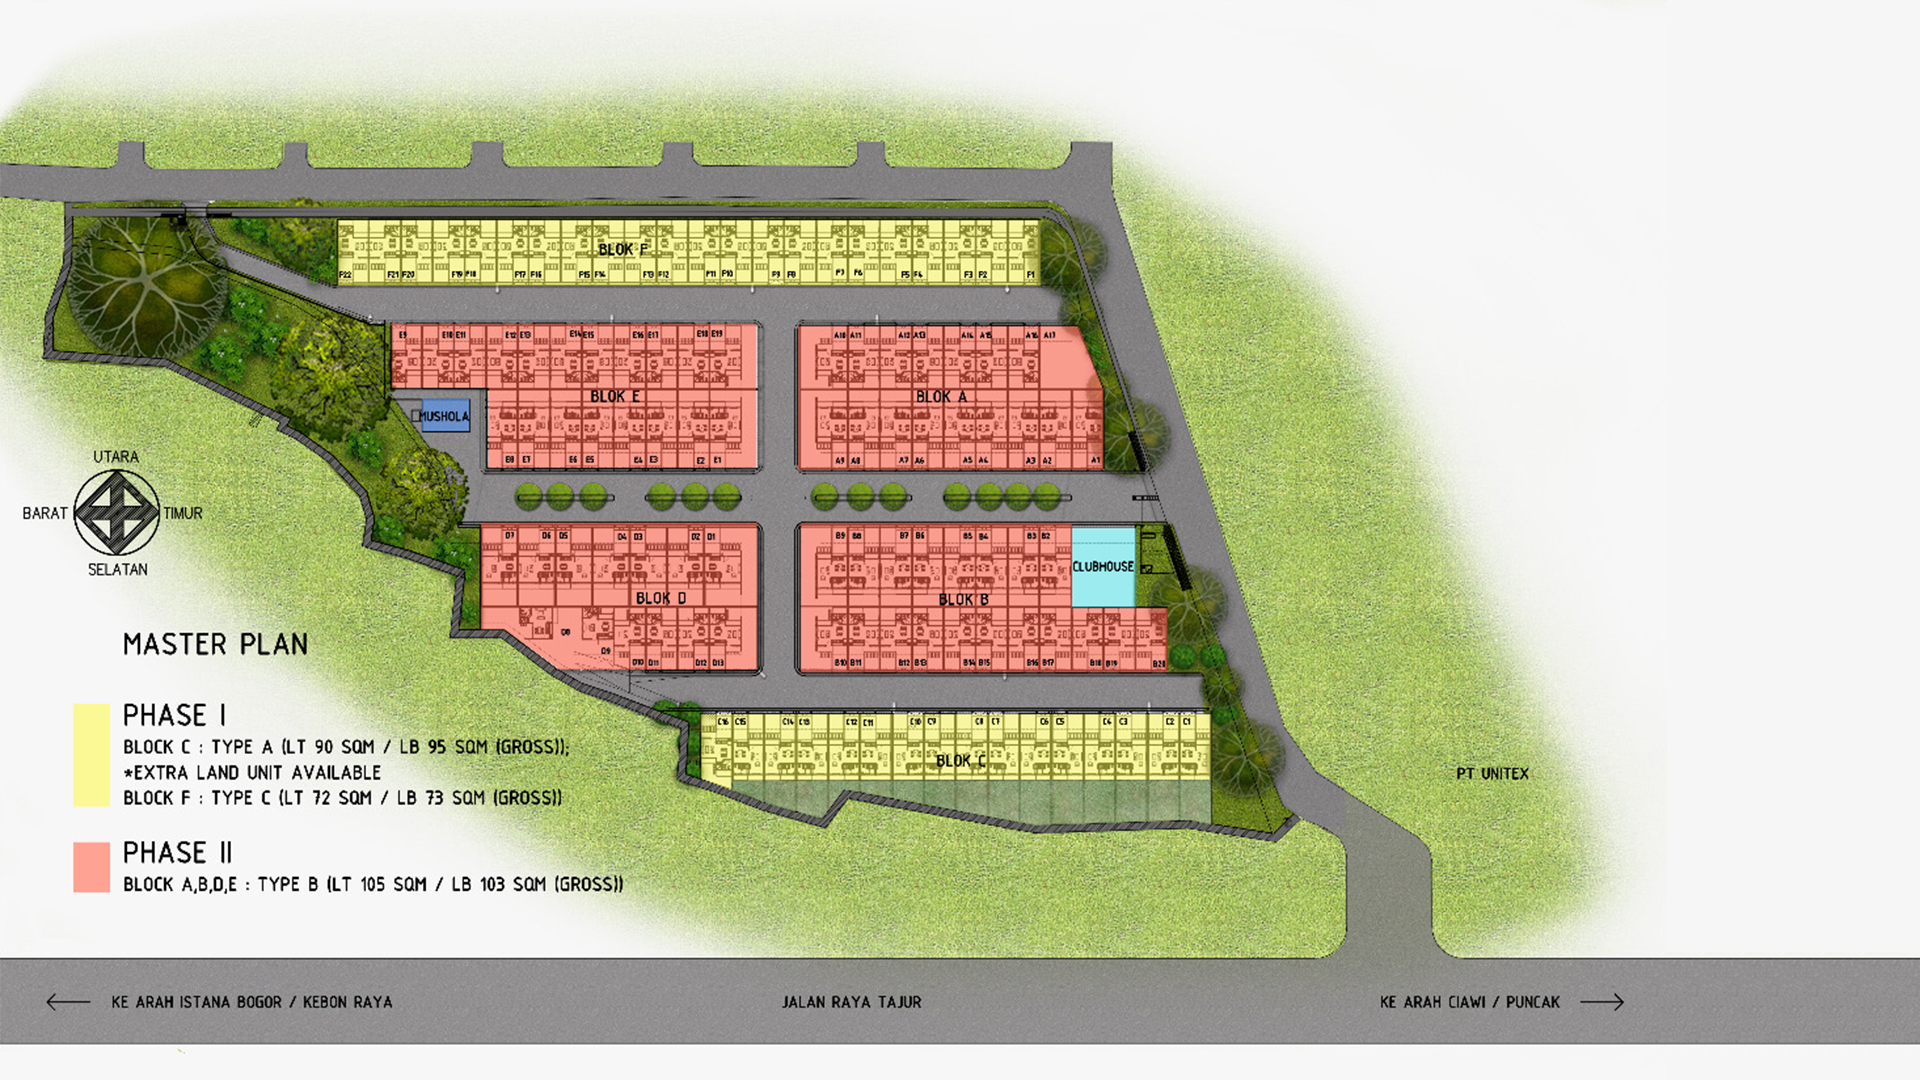 BLOK F
F22 F21 F20 F19 F18 F17 F16 F15 F14 F13 F12 F11 F10 F9 F8 F7 F6 F5 F4 F3 F2 F1
E9 E10 E11 E12 E13 E14 E15 E16 E17 E18 E19
A10 A11 A12 A13 A14 A15 A16 A17
BLOK E
BLOK A
MUSHOLA
E8 E7 E6 E5 E4 E3 E2 E1
A9 A8 A7 A6 A5 A4 A3 A2 A1
UTARA
BARAT
TIMUR
SELATAN
D7 D6 D5 D4 D3 D2 D1
B9 B8 B7 B6 B5 B4 B3 B2
CLUBHOUSE
BLOK D
BLOK B
D8
D9
D10 D11 D12 D13
B10 B11 B12 B13 B14 B15 B16 B17 B18 B19 B20
MASTER PLAN
C16 C15 C14 C13 C12 C11 C10 C9 C8 C7 C6 C5 C4 C3 C2 C1
BLOK C
PHASE I
BLOCK C : TYPE A (LT 90 SQM / LB 95 SQM (GROSS));
*EXTRA LAND UNIT AVAILABLE
BLOCK F : TYPE C (LT 72 SQM / LB 73 SQM (GROSS))
PT UNITEX
PHASE II
BLOCK A,B,D,E : TYPE B (LT 105 SQM / LB 103 SQM (GROSS))
KE ARAH ISTANA BOGOR / KEBON RAYA
JALAN RAYA TAJUR
KE ARAH CIAWI / PUNCAK